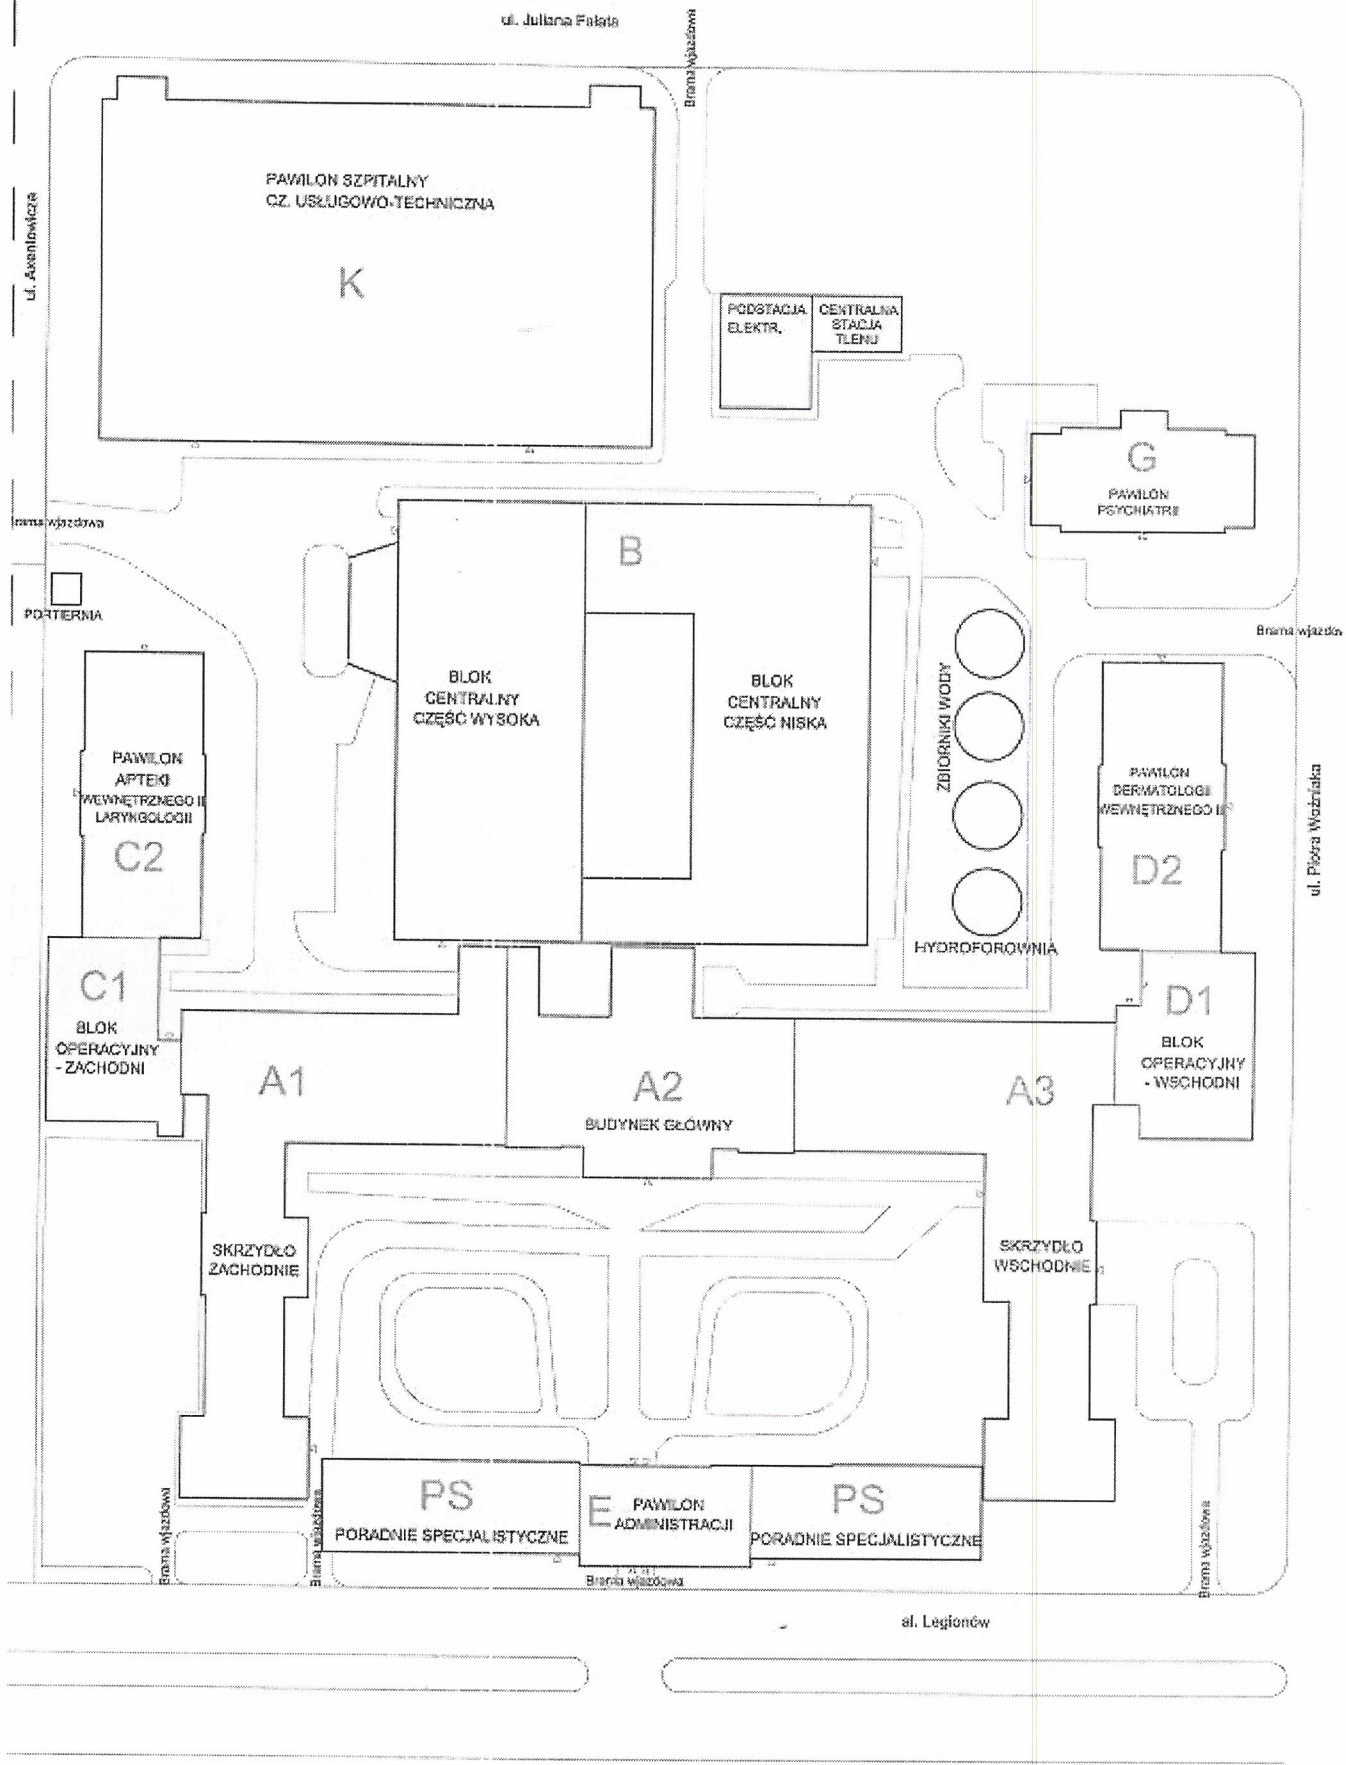 ul. Juliana Fałata
Brama wjazdowa
PAWILON SZPITALNY
CZ. USŁUGOWO-TECHNICZNA
K
ul. Axentowicza
PODSTACJA
ELEKTR.
CENTRALNA
STACJA
TLENU
G
PAWILON
PSYCHIATRII
Brama wjazdowa
B
PORTIERNIA
Brama wjazdow
BLOK
CENTRALNY
CZĘŚĆ WYSOKA
BLOK
CENTRALNY
CZĘŚĆ NISKA
ZBIORNIKI WODY
PAWILON
APTEKI
WEWNĘTRZNEGO II
LARYNGOLOGII
C2
PAWILON
DERMATOLOGII
WEWNĘTRZNEGO II
D2
ul. Piotra Woźniaka
HYDROFOROWNIA
C1
BLOK
OPERACYJNY
- ZACHODNI
D1
BLOK
OPERACYJNY
- WSCHODNI
A1
A2
BUDYNEK GŁÓWNY
A3
SKRZYDŁO
ZACHODNIE
SKRZYDŁO
WSCHODNIE
PS
PORADNIE SPECJALISTYCZNE
E
PAWILON
ADMINISTRACJI
PS
PORADNIE SPECJALISTYCZNE
Brama wjazdowa
Brama wjazdowa
Brama wjazdowa
Brama wjazdowa
al. Legionów